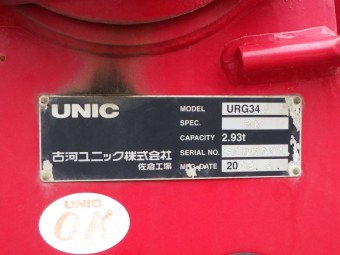 UNIC
古河ユニック株式会社
佐倉工場
MODEL URG34
SPEC.
CAPACITY 2.93t
SERIAL NO.
MFG. DATE 20
UNIC
OK